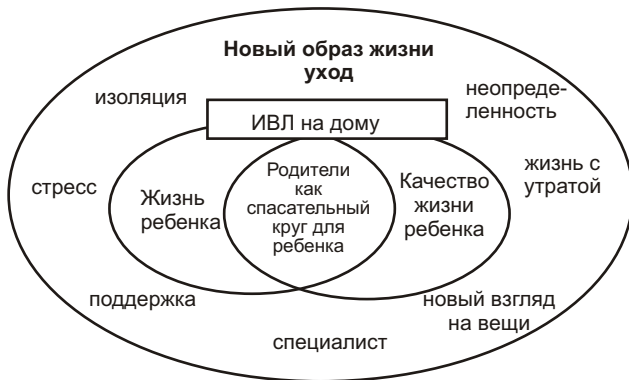 Новый образ жизни
уход
изоляция
неопреде-
ленность
ИВЛ на дому
стресс
Жизнь
ребенка
Родители
как
спасательный
круг для
ребенка
Качество
жизни
ребенка
жизнь с
утратой
поддержка
новый взгляд
на вещи
специалист